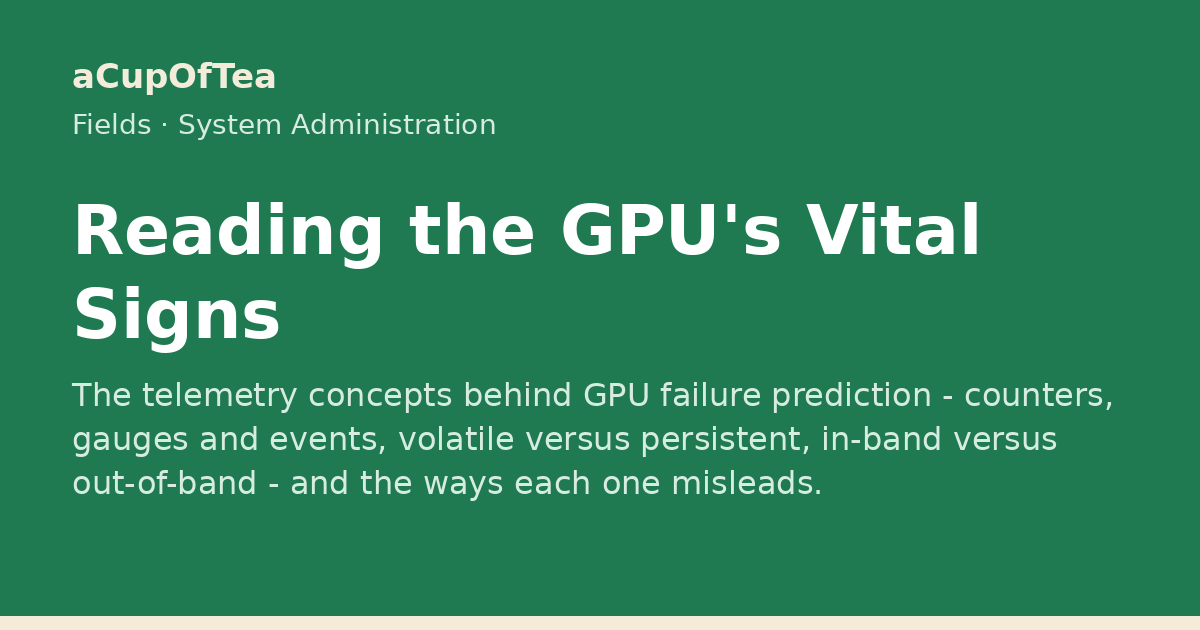 aCupOfTea
Fields · System Administration
Reading the GPU's Vital
Signs
The telemetry concepts behind GPU failure prediction - counters,
gauges and events, volatile versus persistent, in-band versus
out-of-band - and the ways each one misleads.